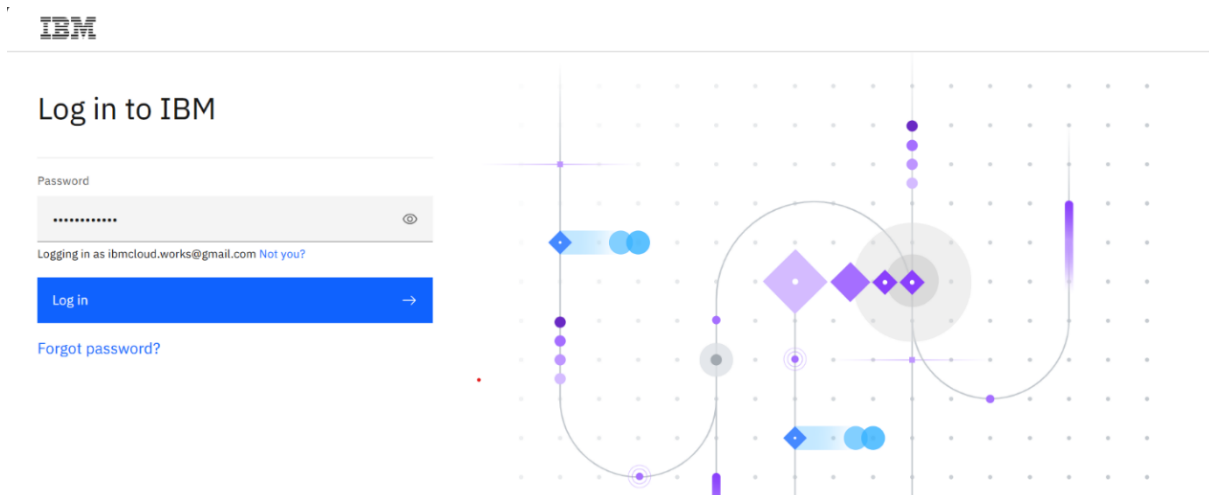 IBM
Log in to IBM
Password
••••••••••••
Logging in as ibmcloud.works@gmail.com Not you?
Log in →
Forgot password?